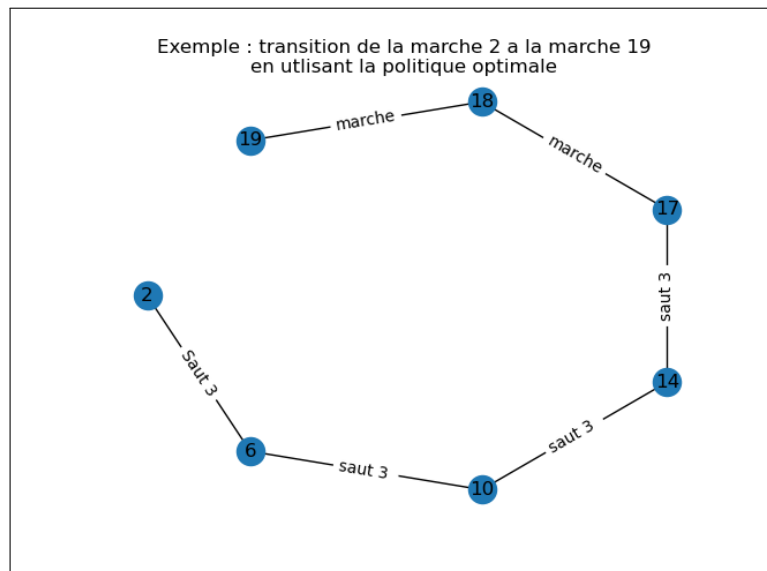 Exemple : transition de la marche 2 a la marche 19
en utlisant la politique optimale
18
marche
19
marche
17
2
saut 3
Saut 3
14
6
saut 3
saut 3
10